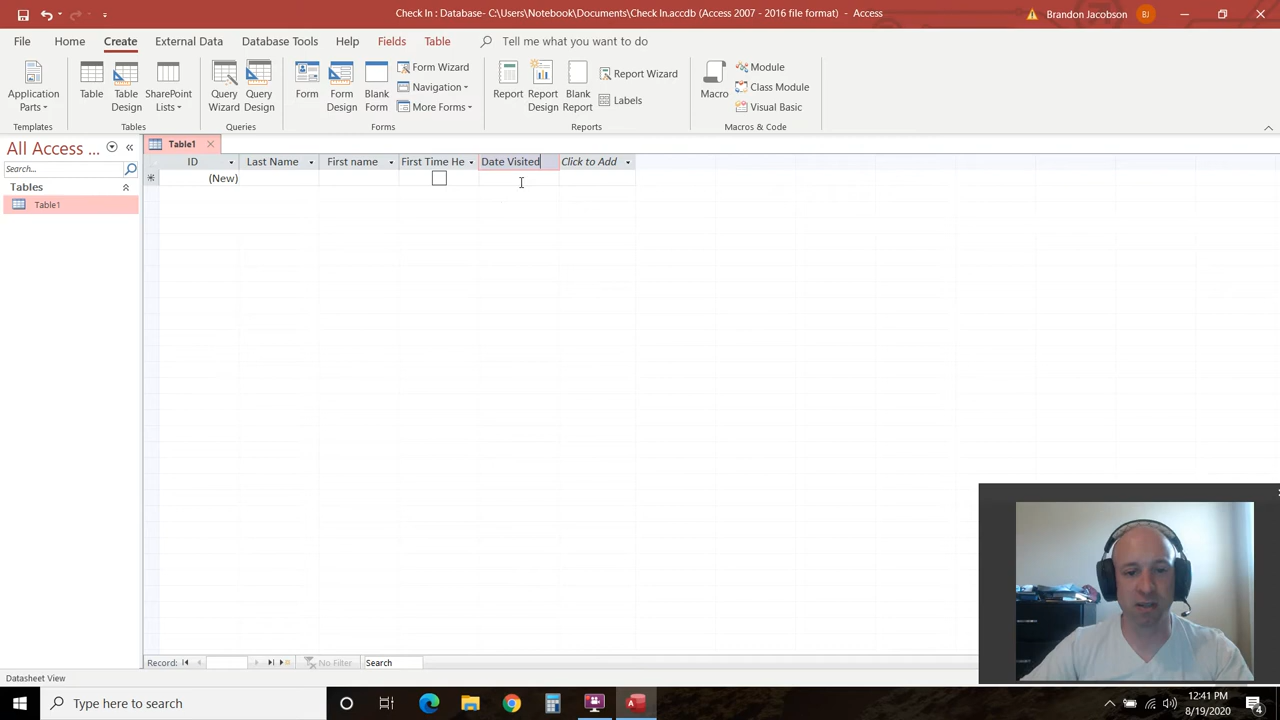 Check In : Database- C:\Users\Notebook\Documents\Check In.accdb (Access 2007 - 2016 file format) - Access
Brandon Jacobson
BJ
File
Home
Create
External Data
Database Tools
Help
Fields
Table
Tell me what you want to do
Application Parts
Templates
Table
Table Design
SharePoint Lists
Tables
Query Wizard
Query Design
Queries
Form
Form Design
Blank Form
Form Wizard
Navigation
More Forms
Forms
Report
Report Design
Blank Report
Report Wizard
Labels
Reports
Macro
Module
Class Module
Visual Basic
Macros & Code
All Access ...
Search...
Tables
Table1
Table1
ID
Last Name
First name
First Time He
Date Visited
Click to Add
(New)
Record:
No Filter
Search
Datasheet View
Type here to search
12:41 PM
8/19/2020
4